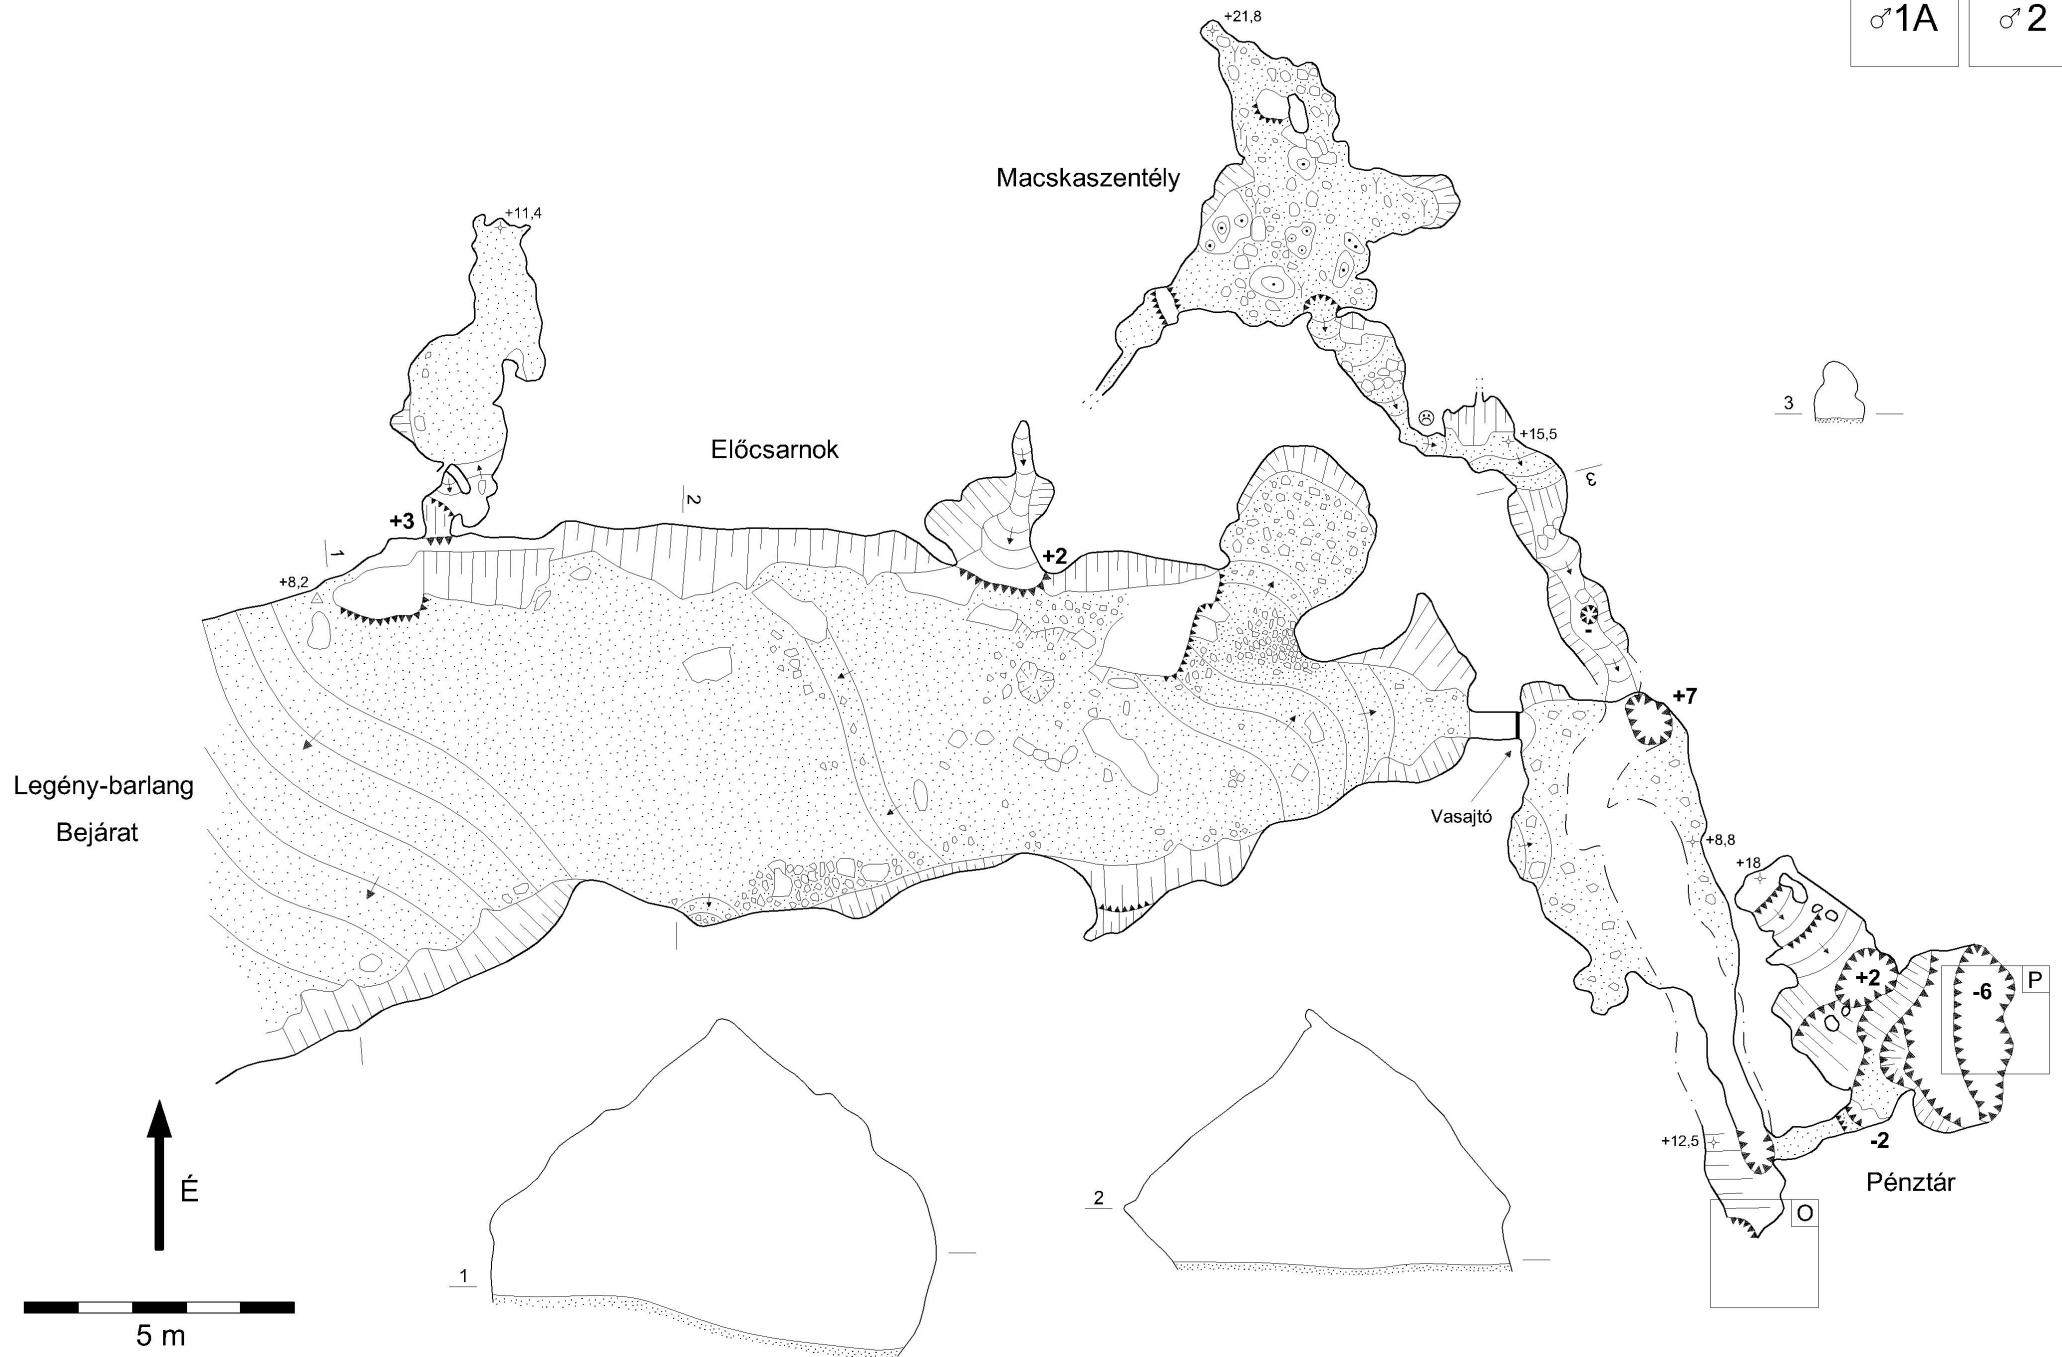 ♂1A
♂2
+21,8
Macskaszentély
+11,4
3
Előcsarnok
+15,5
3
+3
2
1
+2
+8,2
-
+7
Legény-barlang
Bejárat
Vasajtó
+8,8
+18
+2
-6
P
+12,5
-2
Pénztár
É
2
O
1
5 m